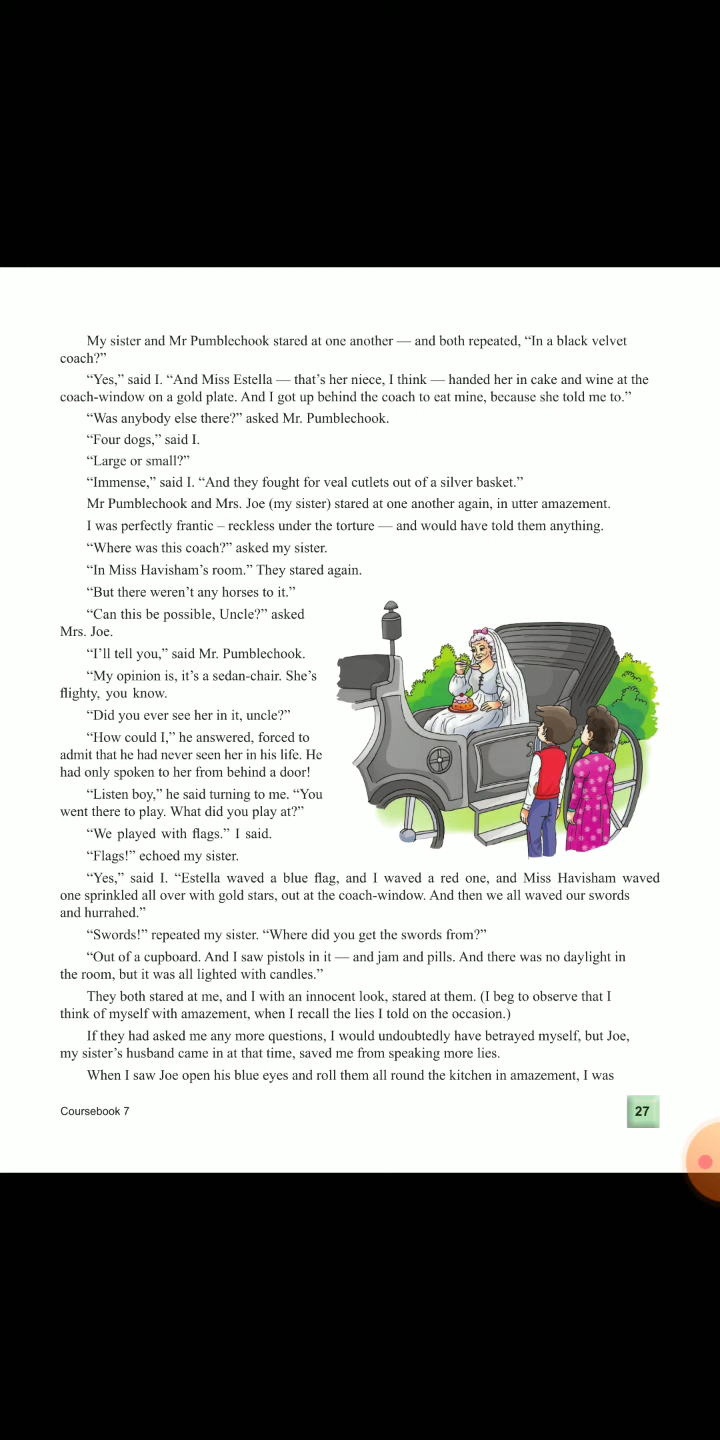 My sister and Mr Pumblechook stared at one another — and both repeated, “In a black velvet
coach?”
“Yes,” said I. “And Miss Estella — that’s her niece, I think — handed her in cake and wine at the
coach-window on a gold plate. And I got up behind the coach to eat mine, because she told me to.”
“Was anybody else there?” asked Mr. Pumblechook.
“Four dogs,” said I.
“Large or small?”
“Immense,” said I. “And they fought for veal cutlets out of a silver basket.”
Mr Pumblechook and Mrs. Joe (my sister) stared at one another again, in utter amazement.
I was perfectly frantic – reckless under the torture — and would have told them anything.
“Where was this coach?” asked my sister.
“In Miss Havisham’s room.” They stared again.
“But there weren’t any horses to it.”
“Can this be possible, Uncle?” asked
Mrs. Joe.
“I’ll tell you,” said Mr. Pumblechook.
“My opinion is, it’s a sedan-chair. She’s
flighty, you know.
“Did you ever see her in it, uncle?”
“How could I,” he answered, forced to
admit that he had never seen her in his life. He
had only spoken to her from behind a door!
“Listen boy,” he said turning to me. “You
went there to play. What did you play at?”
“We played with flags.” I said.
“Flags!” echoed my sister.
“Yes,” said I. “Estella waved a blue flag, and I waved a red one, and Miss Havisham waved
one sprinkled all over with gold stars, out at the coach-window. And then we all waved our swords
and hurrahed.”
“Swords!” repeated my sister. “Where did you get the swords from?”
“Out of a cupboard. And I saw pistols in it — and jam and pills. And there was no daylight in
the room, but it was all lighted with candles.”
They both stared at me, and I with an innocent look, stared at them. (I beg to observe that I
think of myself with amazement, when I recall the lies I told on the occasion.)
If they had asked me any more questions, I would undoubtedly have betrayed myself, but Joe,
my sister’s husband came in at that time, saved me from speaking more lies.
When I saw Joe open his blue eyes and roll them all round the kitchen in amazement, I was
Coursebook 7
27